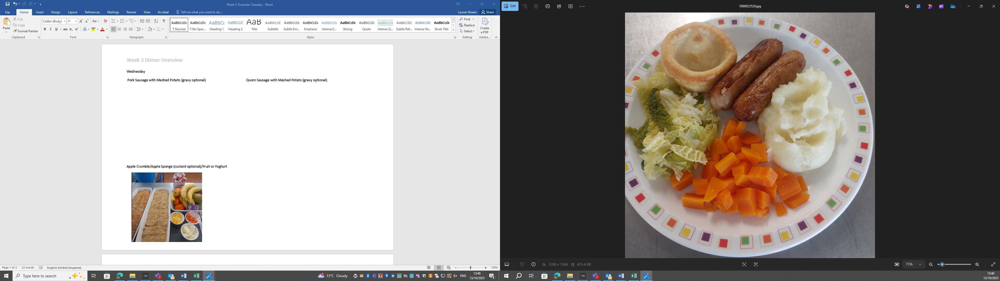 Week 3 Overview Tuesday - Word
File Home Insert Design Layout References Mailings Review View Acrobat Tell me what you want to do... Lauren Bower Share
Paste Cut Copy Format Painter
Calibri (Body) 11
AaBbCcDc ¶ Normal
AaBbCcDc ¶ No Spac...
AaBbCc Heading 1
AaBbCcC Heading 2
AaB Title
AaBbCcC Subtitle
AaBbCcDc Subtle Em...
AaBbCcDc Emphasis
AaBbCcDc Intense E...
AaBbCcDc Strong
AaBbCcDc Quote
AaBbCcDc Intense Q...
AABBCCDC Subtle Ref...
AABBCCDE Intense Re...
AaBbCcDc Book Title
Find Replace Select
Create a PDF
Clipboard Font Paragraph Styles Editing Adobe...
Week 3 Dinner Overview
Wednesday
Pork Sausage with Mashed Potato (gravy optional) Quorn Sausage with Mashed Potato (gravy optional)
Apple Crumble/Apple Sponge (custard optional)/Fruit or Yoghurt
Page 1 of 2 22 words English (United Kingdom) 100%
Type here to search
13°C Cloudy ENG 13:40 13/10/2025
Edit 1000022520.jpg
1288 x 1266 425.4 KB 75%
13:40
13/10/2025